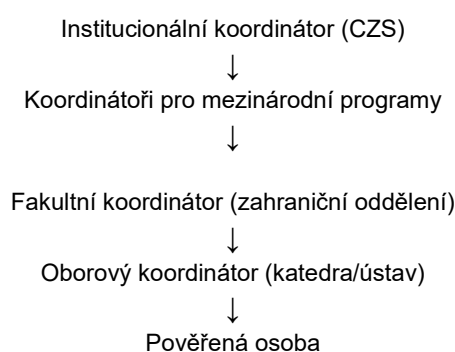 Institucionální koordinátor (CZS)
↓
Koordinátoři pro mezinárodní programy
↓
Fakultní koordinátor (zahraniční oddělení)
↓
Oborový koordinátor (katedra/ústav)
↓
Pověřená osoba